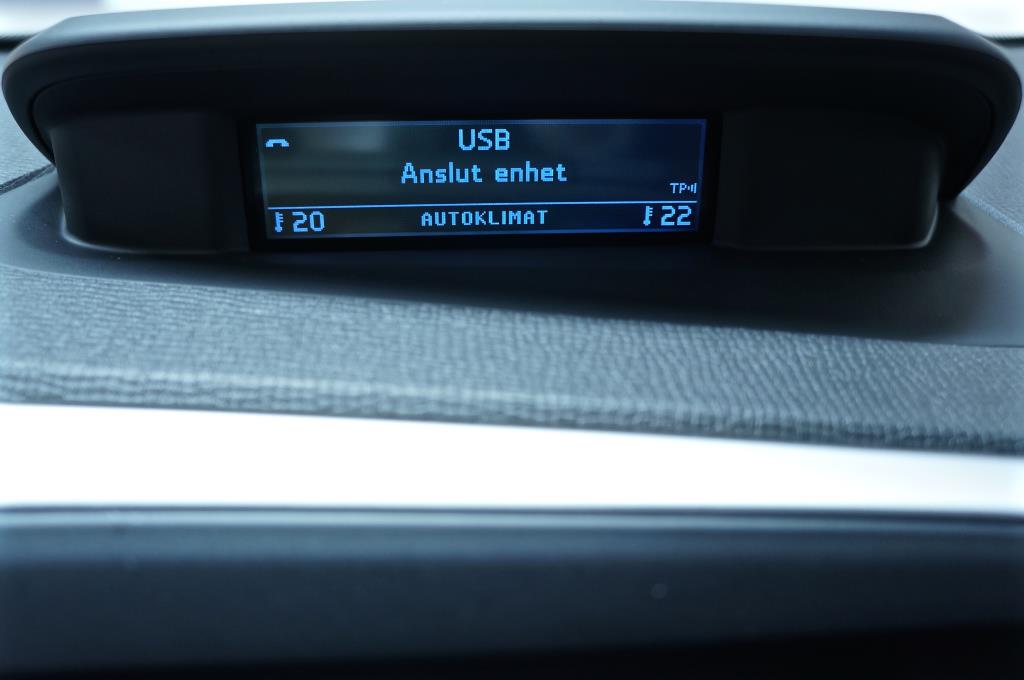 USB
Anslut enhet
TP
20 AUTOKLIMAT 22